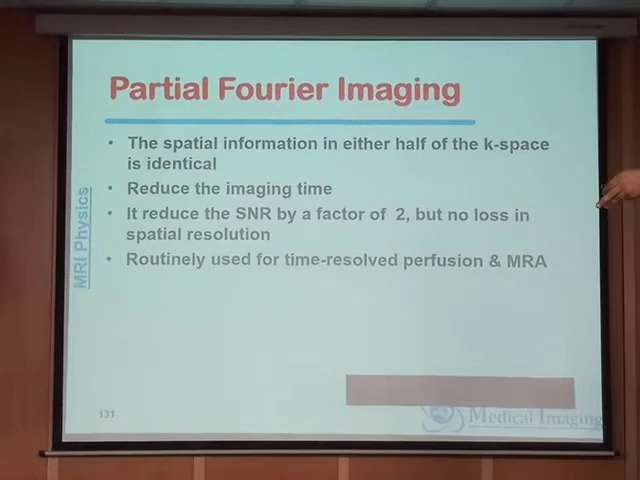 Partial Fourier Imaging
• The spatial information in either half of the k-space
is identical
• Reduce the imaging time
• It reduce the SNR by a factor of 2, but no loss in
spatial resolution
• Routinely used for time-resolved perfusion & MRA
MRI Physics
131
Medical Imaging